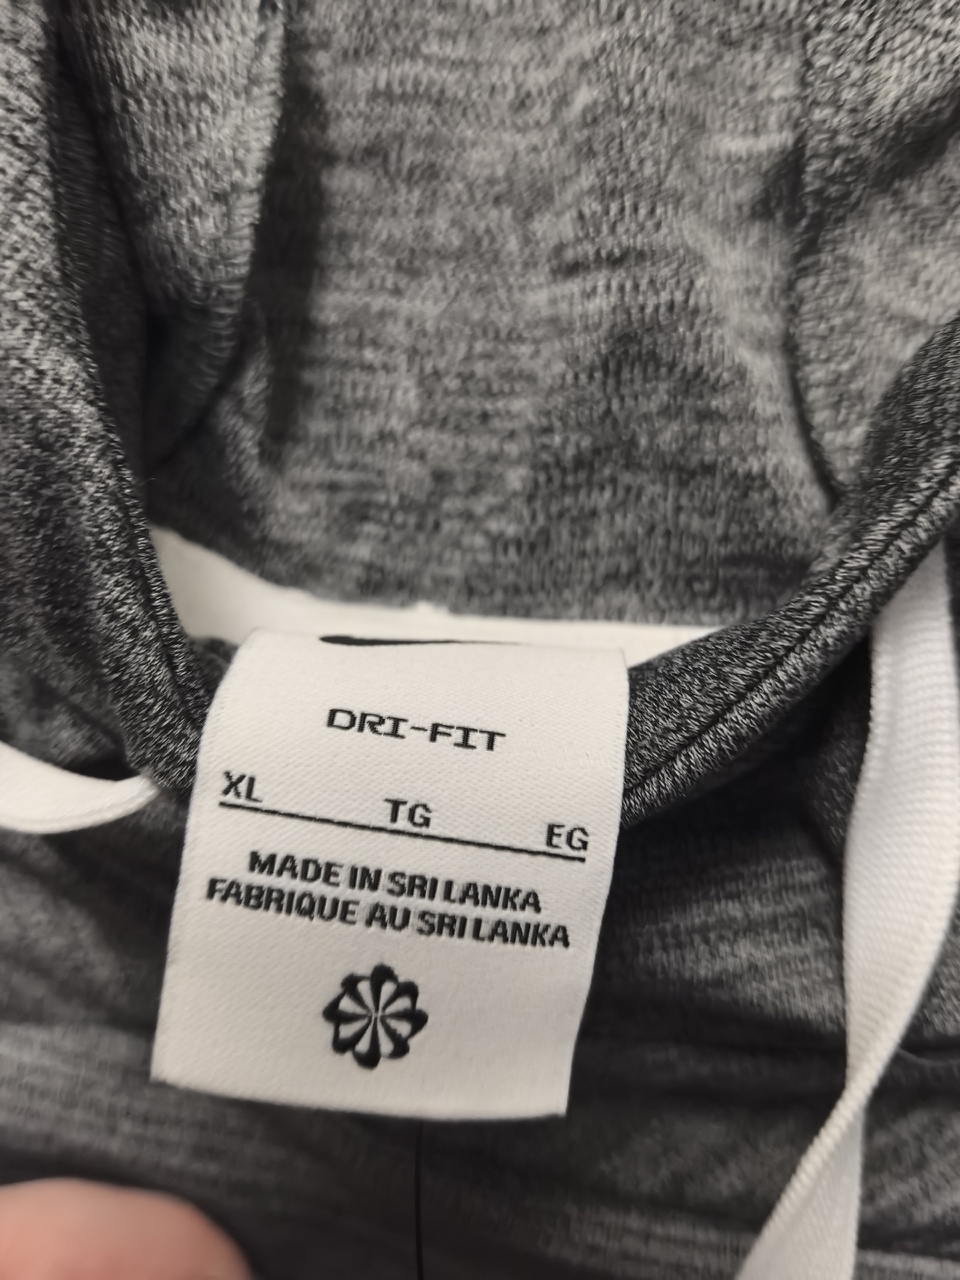 DRI-FIT
XL TG EG
MADE IN SRI LANKA
FABRIQUE AU SRI LANKA